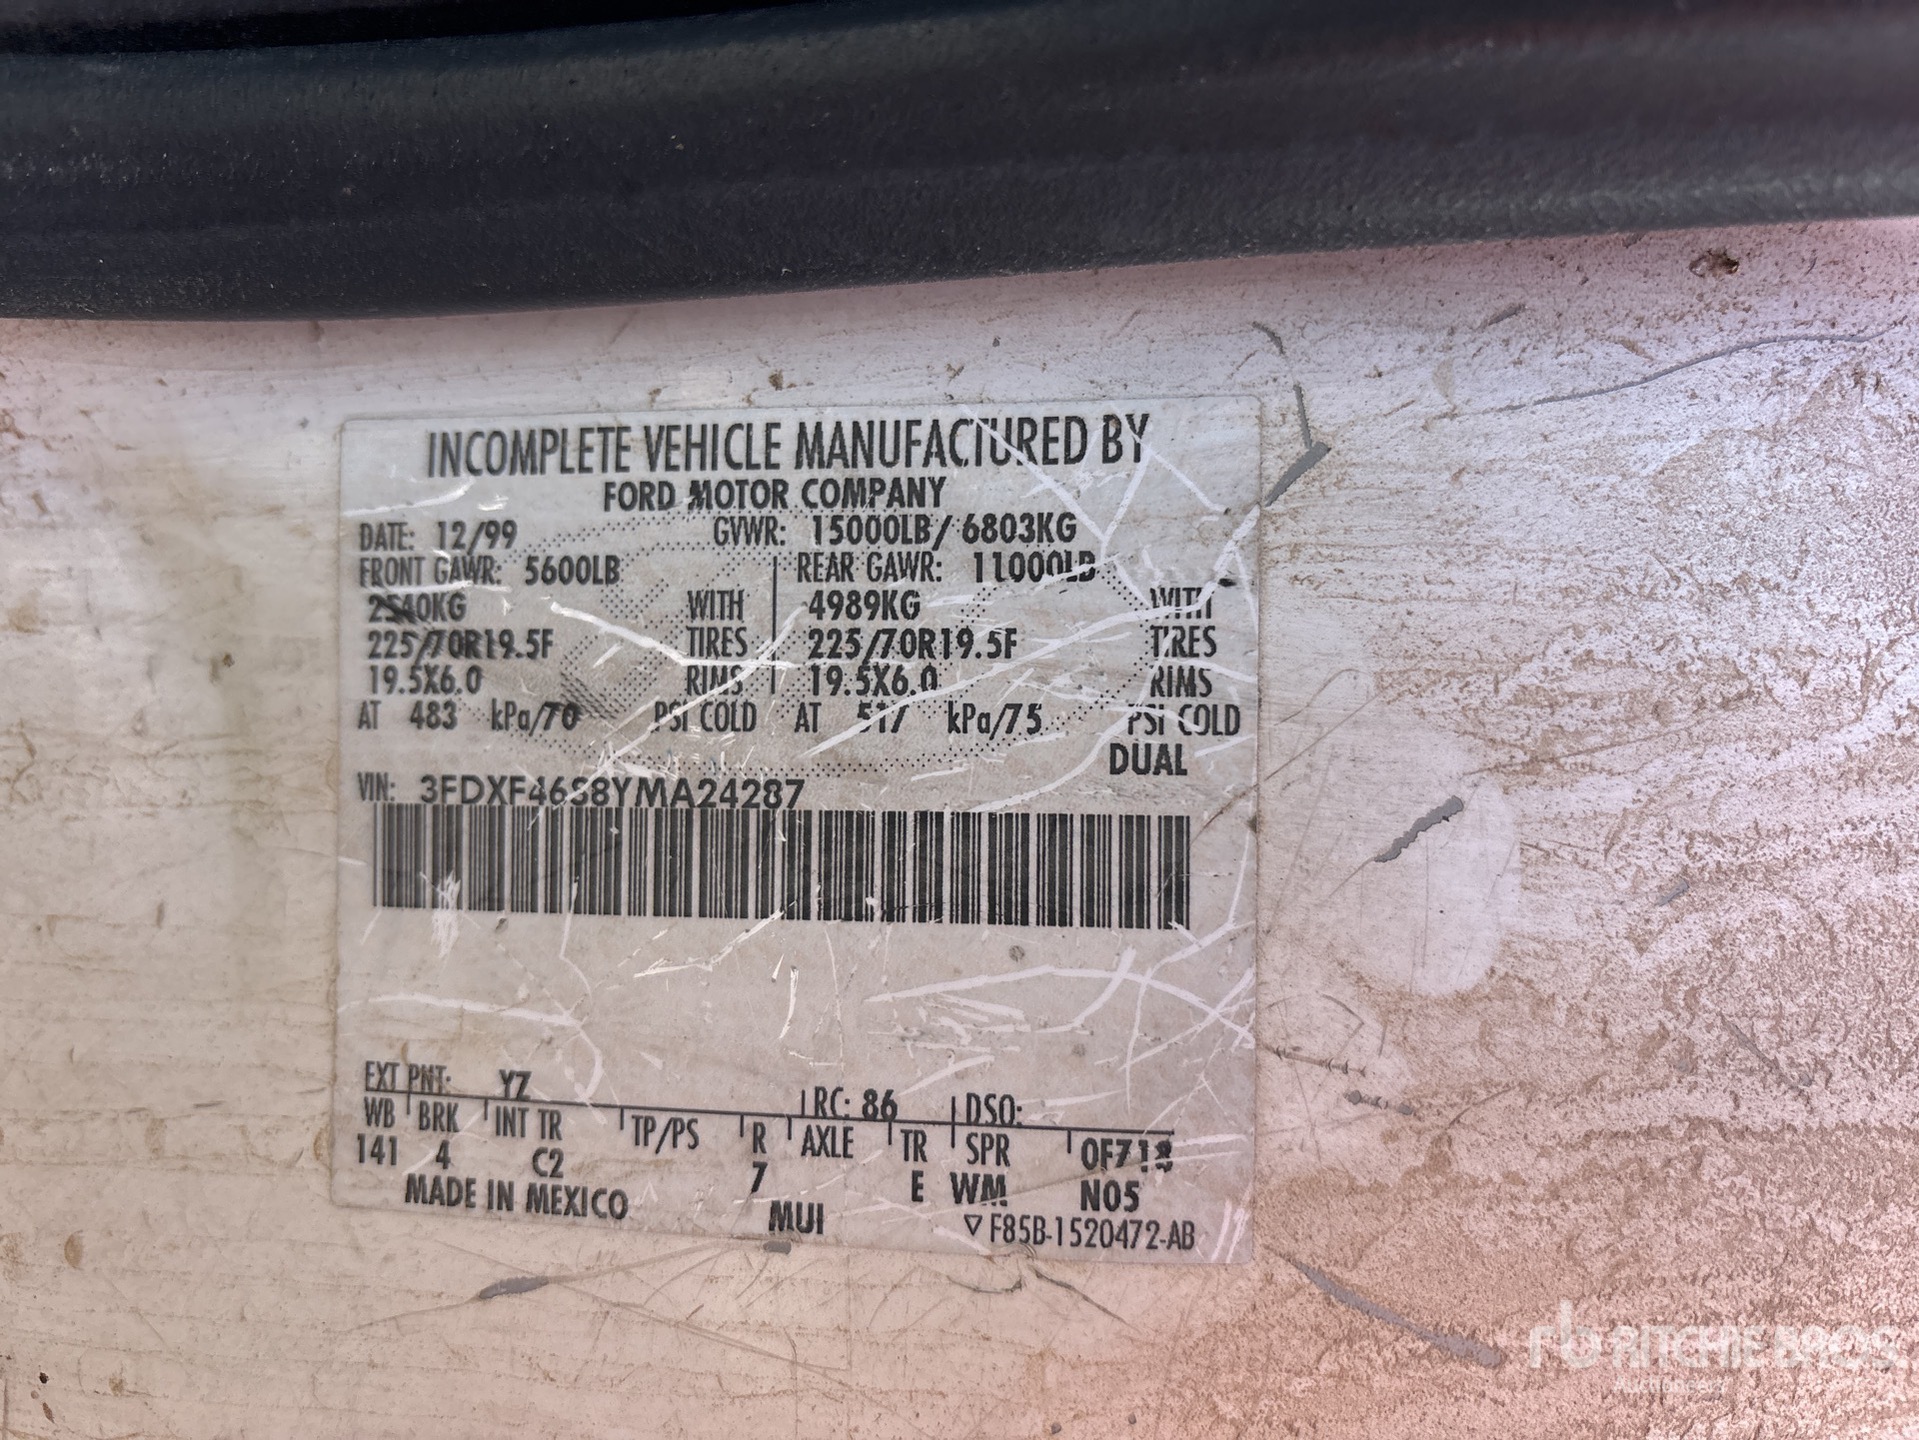 INCOMPLETE VEHICLE MANUFACTURED BY
FORD MOTOR COMPANY
DATE: 12/99 GVWR: 15000LB/ 6803KG
FRONT GAWR: 5600LB REAR GAWR: 11000LB
2540KG WITH 4989KG WITH
225/70R19.5F TIRES 225/70R19.5F TIRES
19.5X6.0 RIMS 19.5X6.0 RIMS
AT 483 kPa/70 PSI COLD AT 517 kPa/75 PSI COLD
DUAL
VIN: 3FDXF46S8YMA24287
EXT PNT: YZ RC: 86 DSO:
WB BRK INT TR TP/PS R AXLE TR SPR 0F718
141 4 C2 7 E WM N05
MADE IN MEXICO MUI
▽ F85B-1520472-AB
rb RITCHIE BROS.
Auctioneers